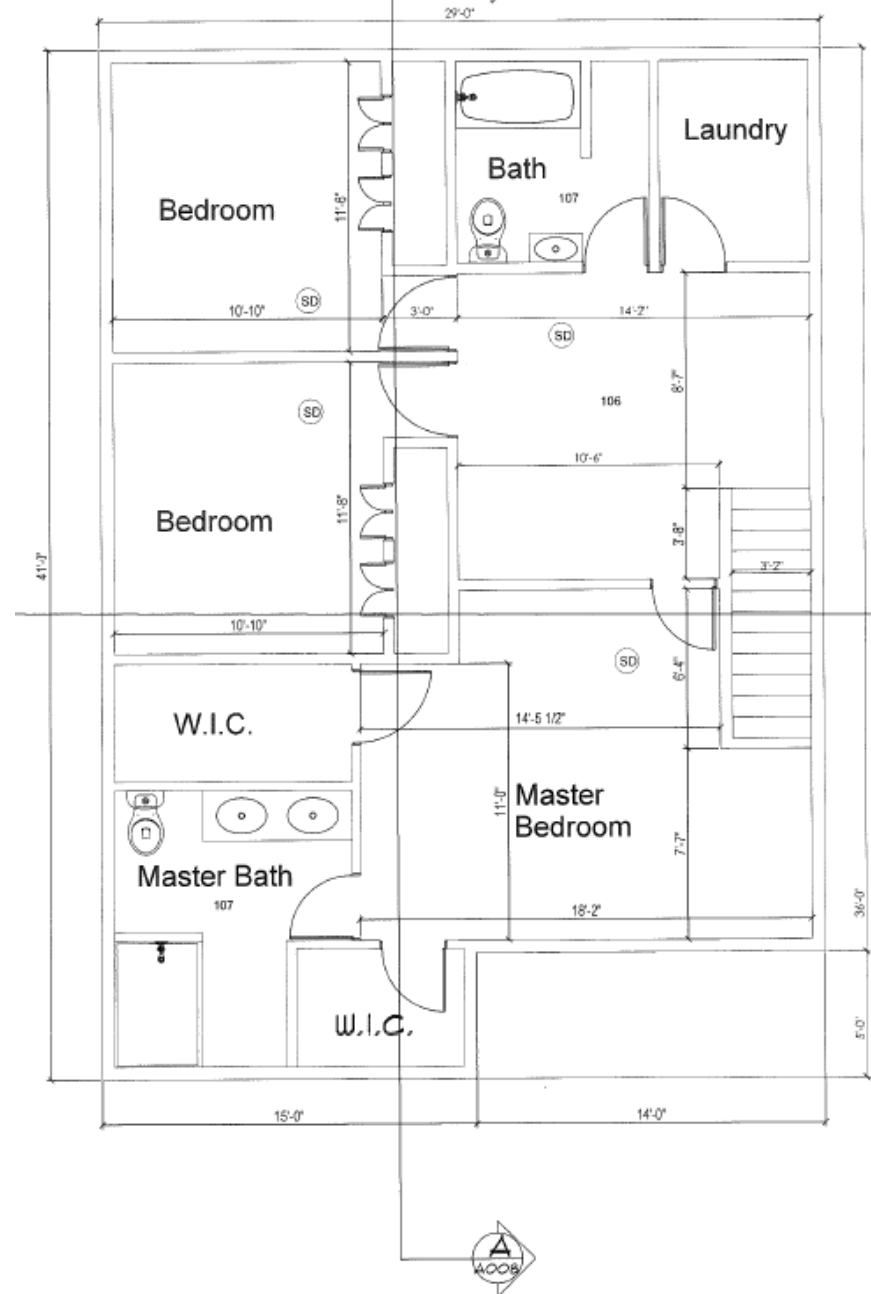 29'-0"
Laundry
Bath
107
Bedroom
11'-8"
SD
10'-10"
3'-0"
14'-2"
SD
SD
106
8'-7"
10'-6"
11'-8"
Bedroom
3'-8"
3'-2"
41'-0"
10'-10"
SD
6'-4"
W.I.C.
14'-5 1/2"
11'-0"
Master
Bedroom
7'-7"
Master Bath
107
18'-2"
36'-0"
W.I.C.
5'-0"
15'-0"
14'-0"
A
A008